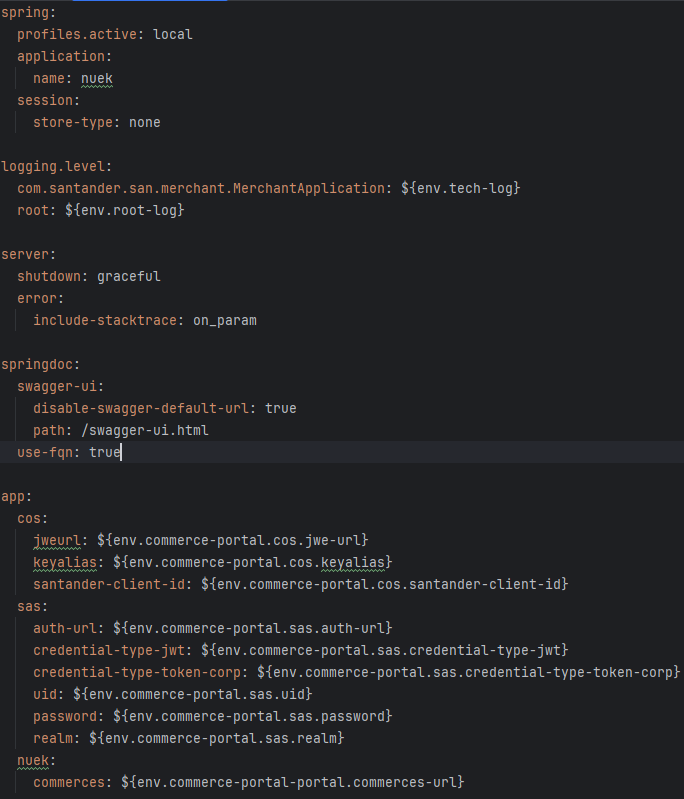 spring:
  profiles.active: local
  application:
    name: nuek
  session:
    store-type: none

logging.level:
  com.santander.san.merchant.MerchantApplication: ${env.tech-log}
  root: ${env.root-log}

server:
  shutdown: graceful
  error:
    include-stacktrace: on_param

springdoc:
  swagger-ui:
    disable-swagger-default-url: true
    path: /swagger-ui.html
  use-fqn: true

app:
  cos:
    jweurl: ${env.commerce-portal.cos.jwe-url}
    keyalias: ${env.commerce-portal.cos.keyalias}
    santander-client-id: ${env.commerce-portal.cos.santander-client-id}
  sas:
    auth-url: ${env.commerce-portal.sas.auth-url}
    credential-type-jwt: ${env.commerce-portal.sas.credential-type-jwt}
    credential-type-token-corp: ${env.commerce-portal.sas.credential-type-token-corp}
    uid: ${env.commerce-portal.sas.uid}
    password: ${env.commerce-portal.sas.password}
    realm: ${env.commerce-portal.sas.realm}
  nuek:
    commerces: ${env.commerce-portal-portal.commerces-url}